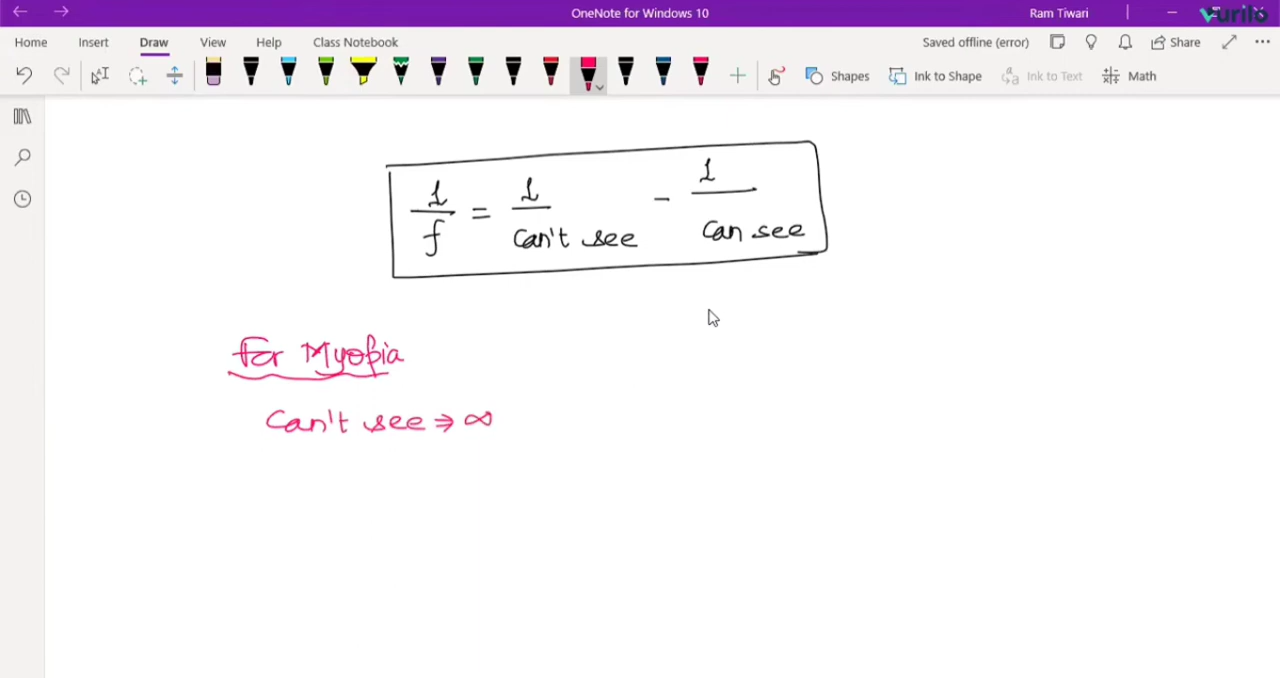 OneNote for Windows 10
Ram Tiwari
Yurilo
Home Insert Draw View Help Class Notebook
Saved offline (error) Share
Shapes Ink to Shape Ink to Text Math
1/f = 1/Can't see - 1/Can see
For Myopia
Can't see ⇒ ∞